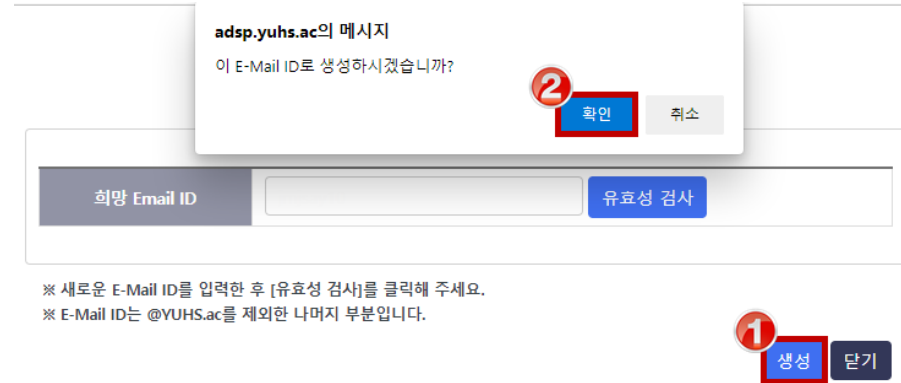 adsp.yuhs.ac의 메시지
이 E-Mail ID로 생성하시겠습니까?
2
확인 취소
희망 Email ID 유효성 검사
※ 새로운 E-Mail ID를 입력한 후 [유효성 검사]를 클릭해 주세요.
※ E-Mail ID는 @YUHS.ac를 제외한 나머지 부분입니다.
1
생성 닫기